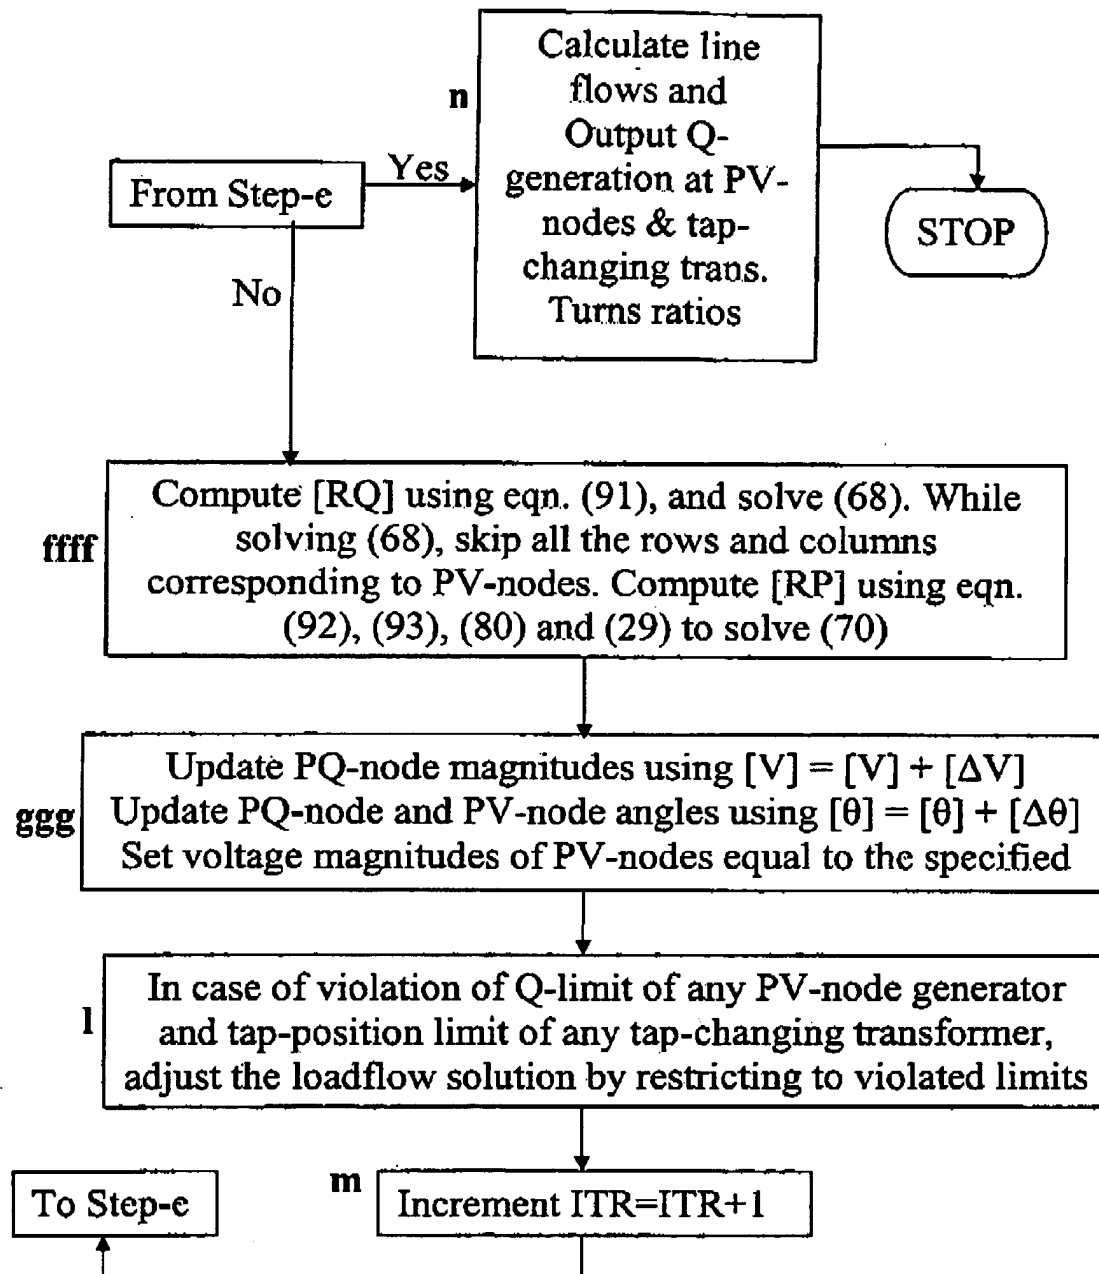 Calculate line
flows and
Output Q-
generation at PV-
nodes & tap-
changing trans.
Turns ratios
n
From Step-e
Yes
STOP
No
Compute [RQ] using eqn. (91), and solve (68). While
solving (68), skip all the rows and columns
corresponding to PV-nodes. Compute [RP] using eqn.
(92), (93), (80) and (29) to solve (70)
ffff
Update PQ-node magnitudes using [V] = [V] + [ΔV]
Update PQ-node and PV-node angles using [θ] = [θ] + [Δθ]
Set voltage magnitudes of PV-nodes equal to the specified
ggg
In case of violation of Q-limit of any PV-node generator
and tap-position limit of any tap-changing transformer,
adjust the loadflow solution by restricting to violated limits
l
To Step-e
m
Increment ITR=ITR+1